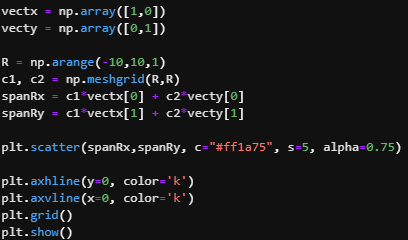 vectx = np.array([1,0])
vecty = np.array([0,1])
R = np.arange(-10,10,1)
c1, c2 = np.meshgrid(R,R)
spanRx = c1*vectx[0] + c2*vecty[0]
spanRy = c1*vectx[1] + c2*vecty[1]
plt.scatter(spanRx,spanRy, c="#ff1a75", s=5, alpha=0.75)
plt.axhline(y=0, color='k')
plt.axvline(x=0, color='k')
plt.grid()
plt.show()